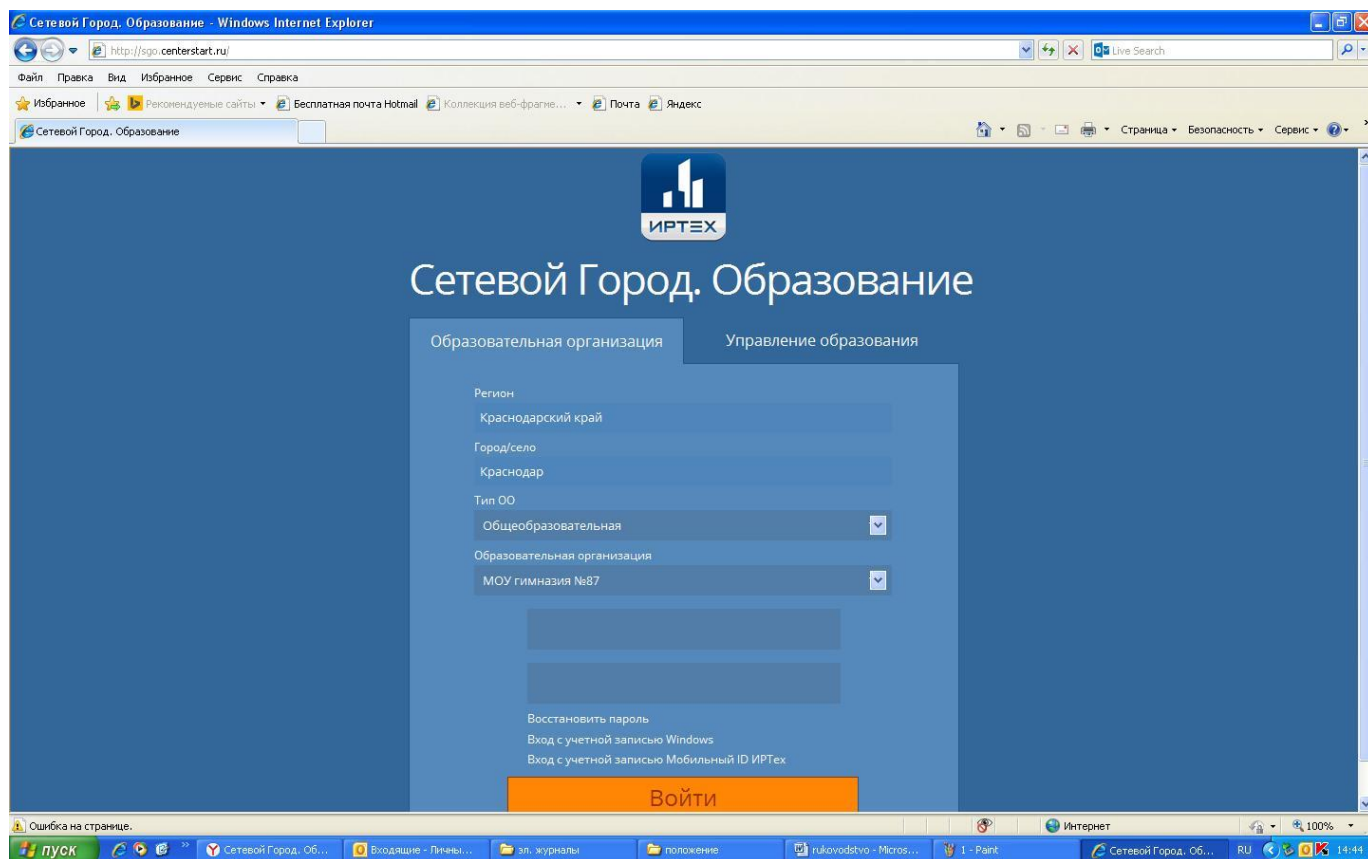 Сетевой Город. Образование - Windows Internet Explorer
http://sgo.centerstart.ru/
Live Search
Файл Правка Вид Избранное Сервис Справка
Избранное Рекомендуемые сайты Бесплатная почта Hotmail Коллекция веб-фрагме... Почта Яндекс
Сетевой Город. Образование
Страница Безопасность Сервис
ИРТЕХ
Сетевой Город. Образование
Образовательная организация Управление образования
Регион
Краснодарский край
Город/село
Краснодар
Тип ОО
Общеобразовательная
Образовательная организация
МОУ гимназия №87
Восстановить пароль
Вход с учетной записью Windows
Вход с учетной записью Мобильный ID ИРТех
Войти
Ошибка на странице. Интернет 100%
пуск Сетевой Город. Об... Входящие - Личны... эл. журналы положение rukovodstvo - Micros... 1 - Paint Сетевой Город. Об... RU 14:44